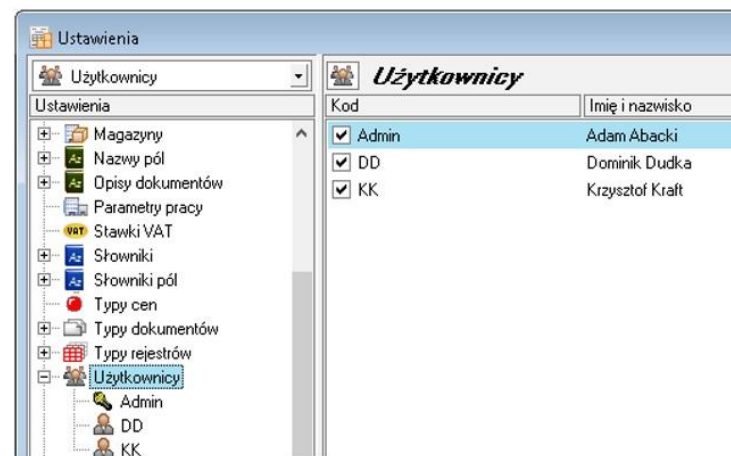 Ustawienia
Użytkownicy
Użytkownicy
Ustawienia
Kod
Imię i nazwisko
Magazyny
Nazwy pól
Opisy dokumentów
Parametry pracy
VAT Stawki VAT
Słowniki
Słowniki pól
Typy cen
Typy dokumentów
Typy rejestrów
Użytkownicy
Admin
DD
KK
Admin Adam Abacki
DD Dominik Dudka
KK Krzysztof Kraft